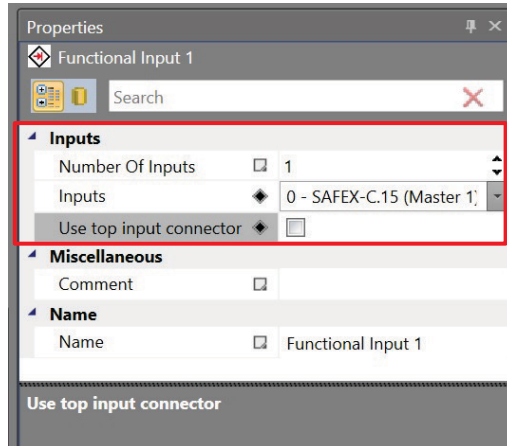 Properties
Functional Input 1
Search
Inputs
Number Of Inputs 1
Inputs 0 - SAFEX-C.15 (Master 1)
Use top input connector
Miscellaneous
Comment
Name
Name Functional Input 1
Use top input connector